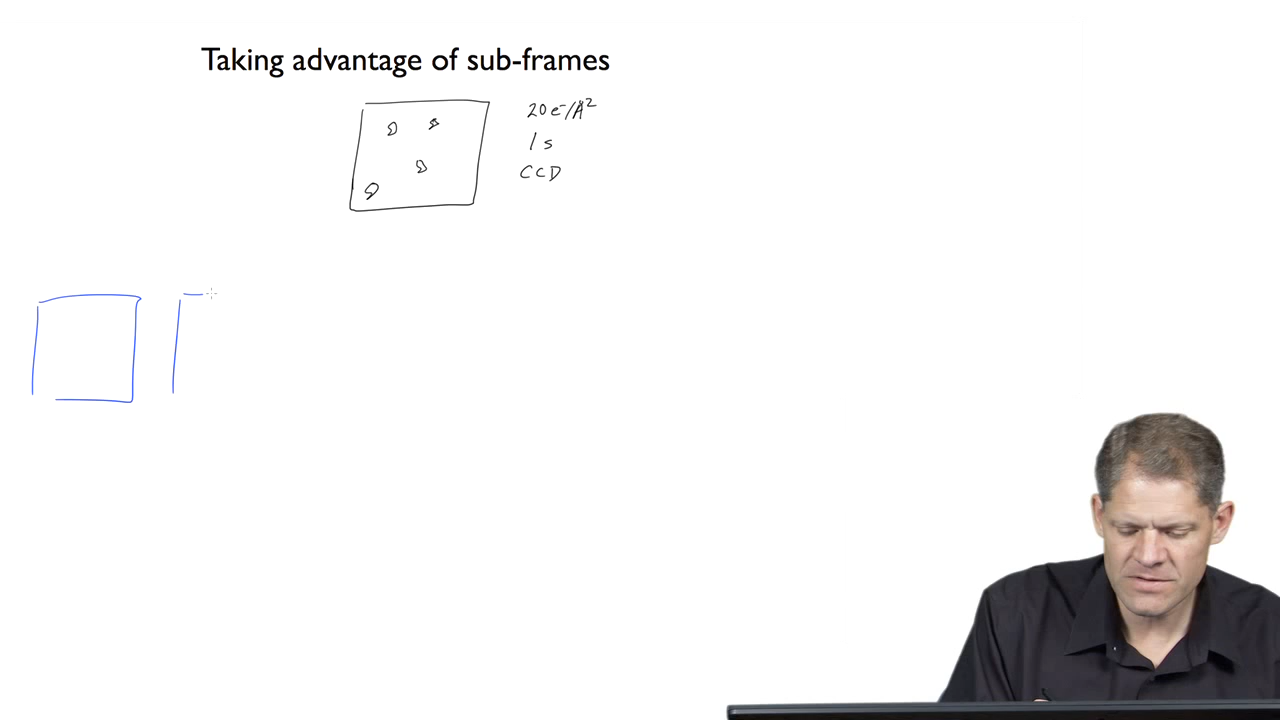 Taking advantage of sub-frames
20 e⁻/Å²
1 s
CCD